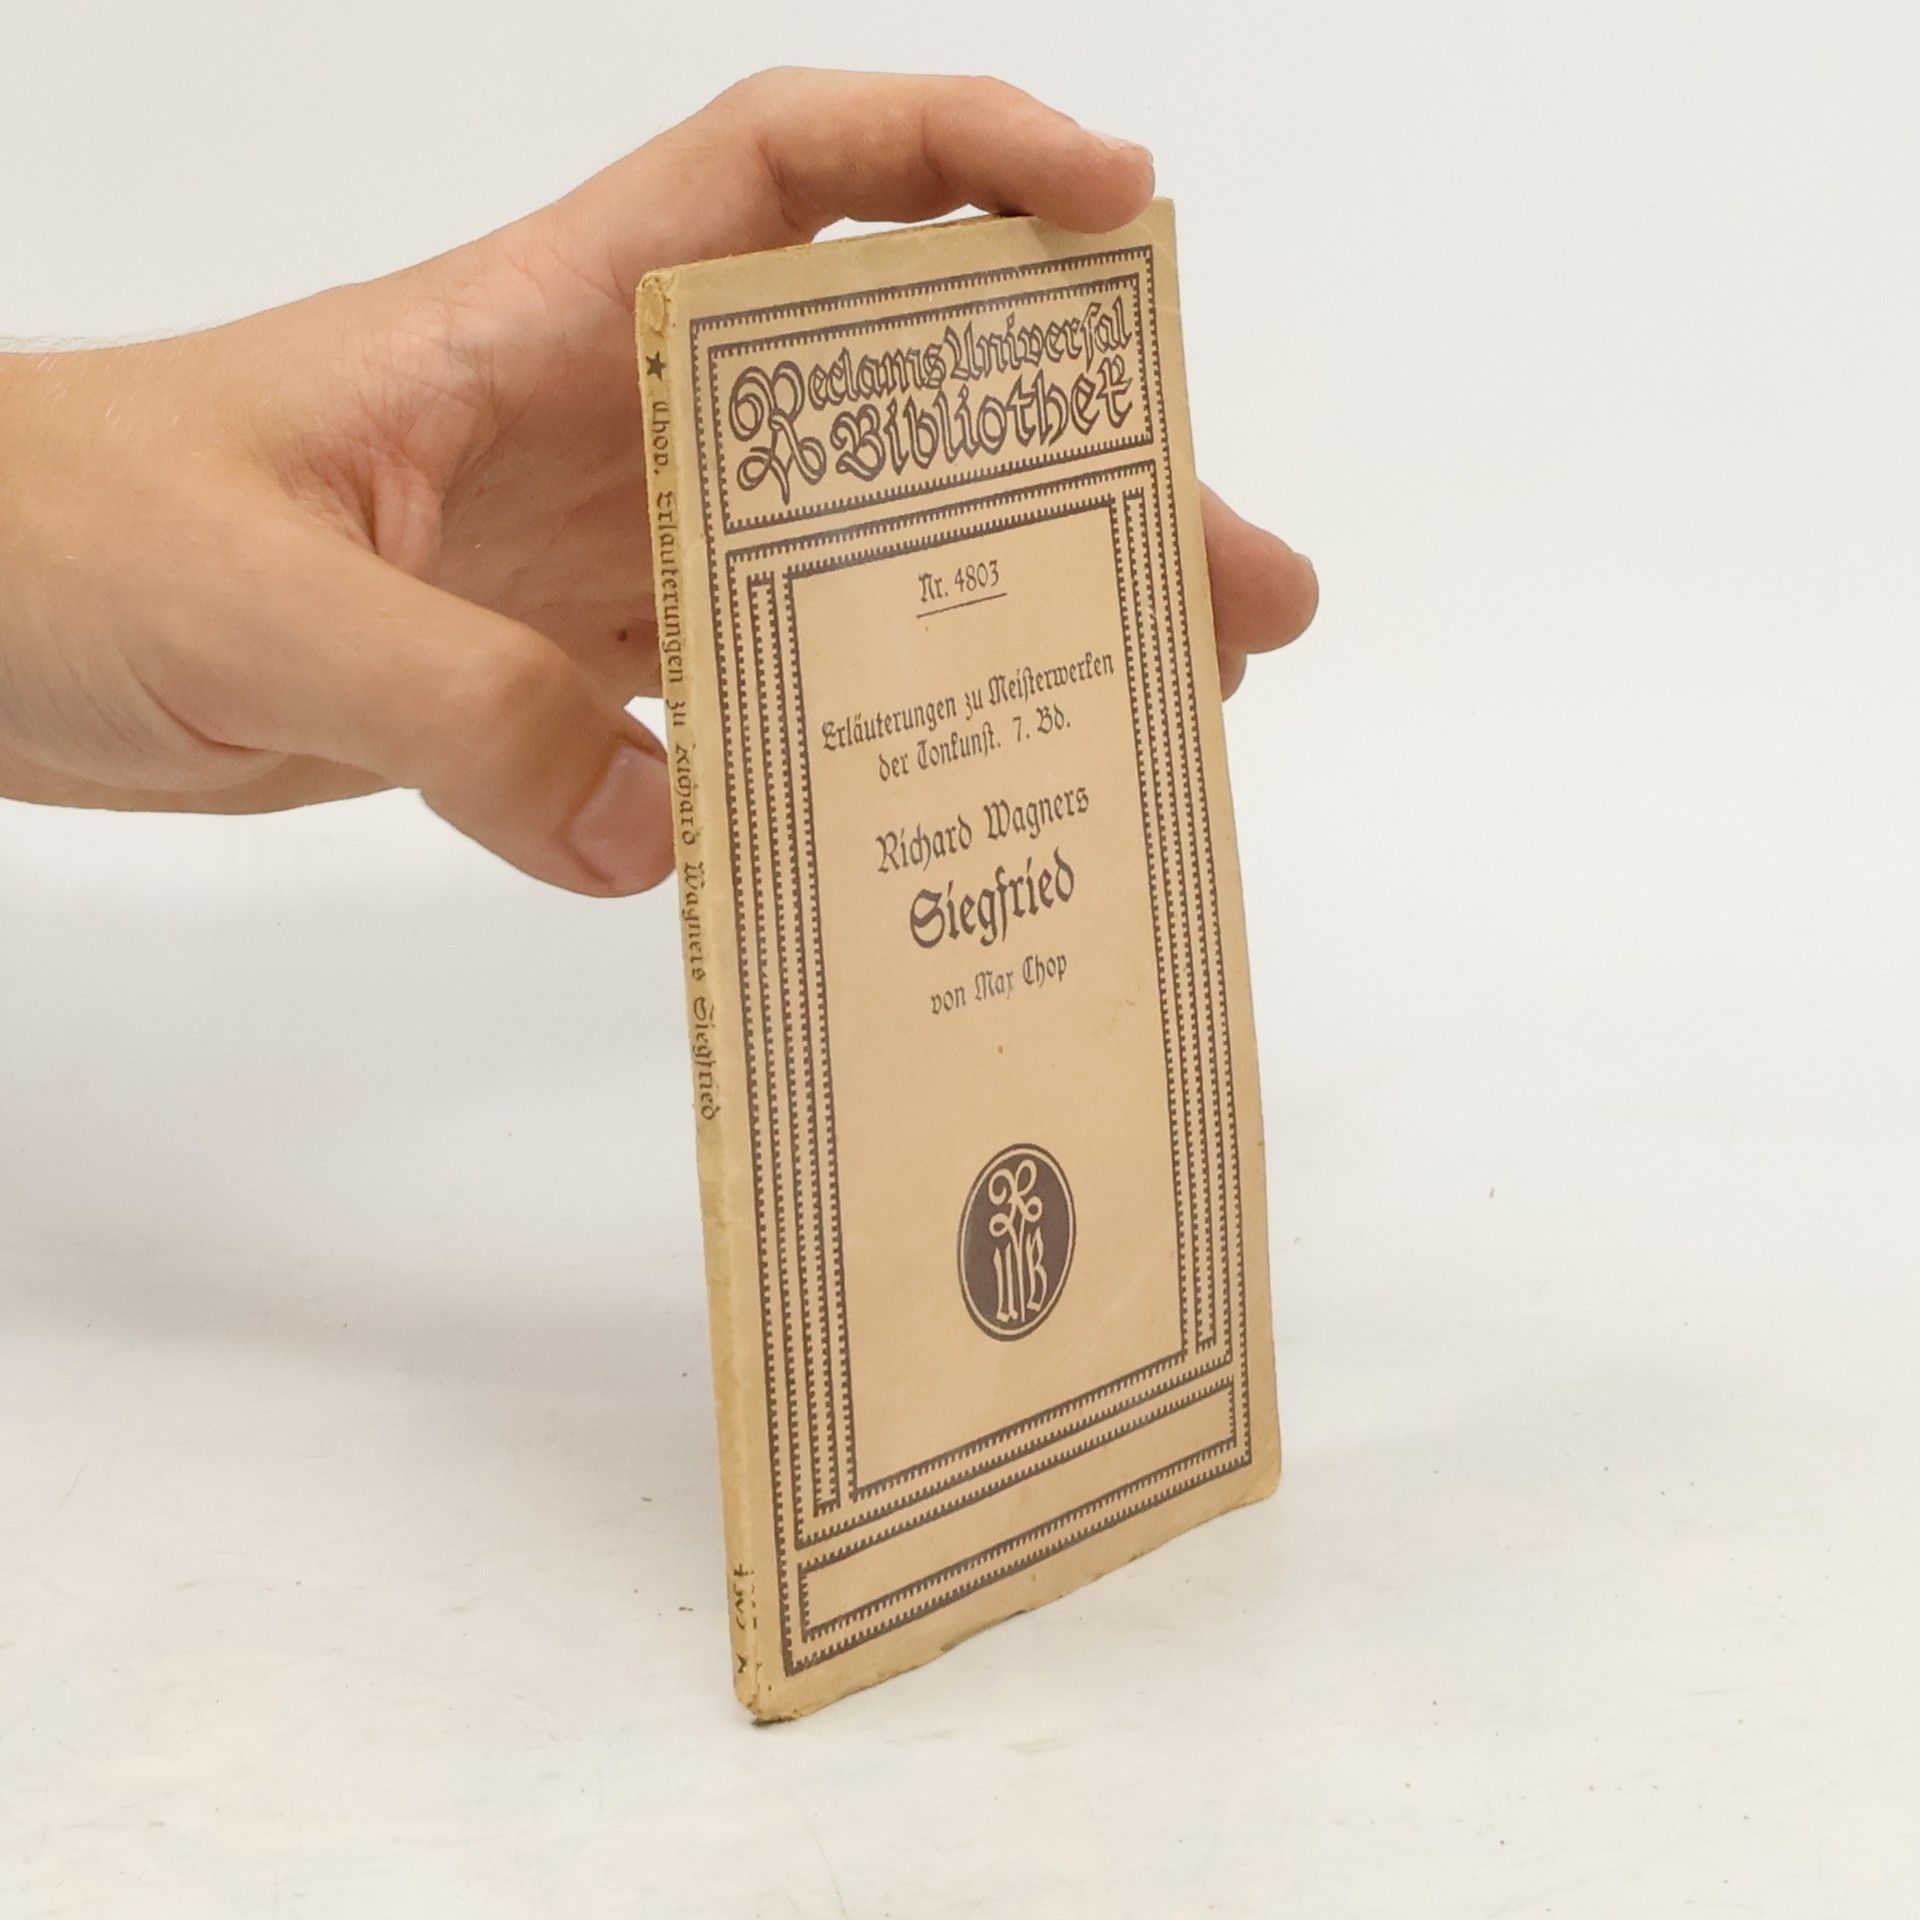 Reclams Universal
Bibliothek
Nr. 4803
Erläuterungen zu Meiſterwerken
der Tonkunſt. 7. Bd.
Richard Wagners
Siegfried
von Max Chop
RUB
★ Chop, Erläuterungen zu Richard Wagners Siegfried